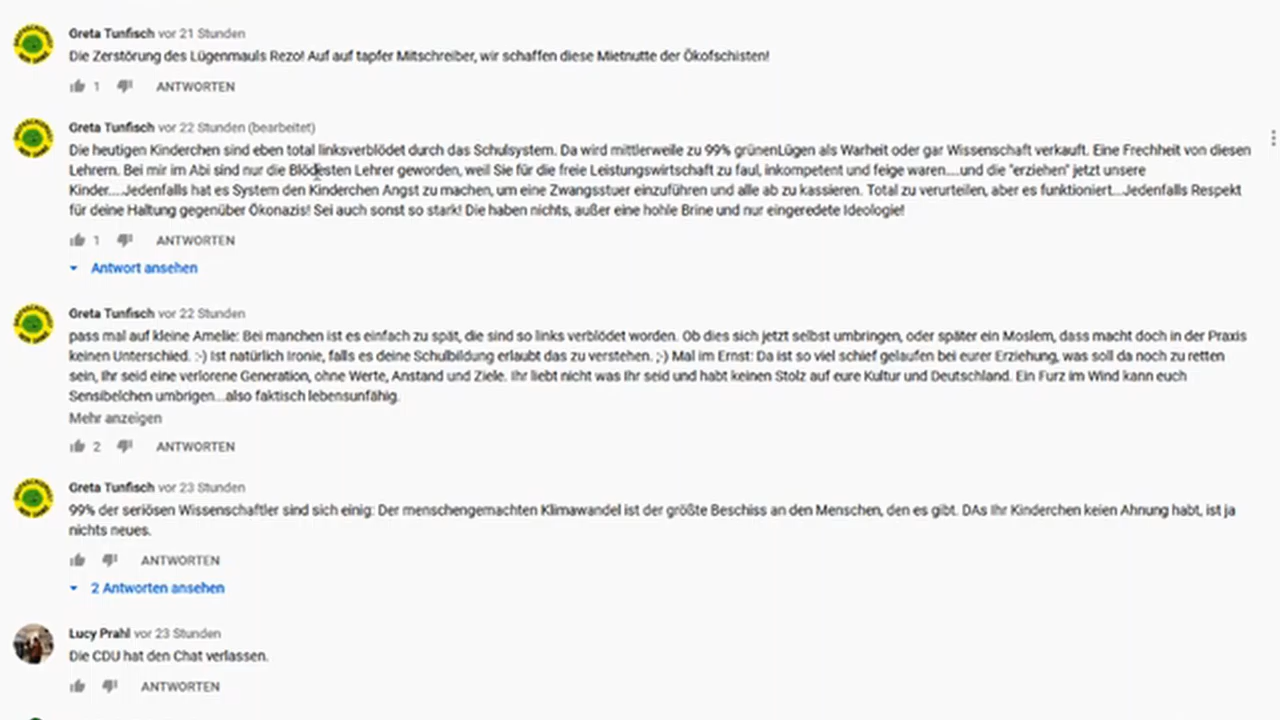 Greta Tunfisch vor 21 Stunden
Die Zerstörung des Lügenmauls Rezo! Auf auf tapfer Mitschreiber, wir schaffen diese Mietnutte der Ökofschisten!
1 ANTWORTEN
Greta Tunfisch vor 22 Stunden (bearbeitet)
Die heutigen Kinderchen sind eben total linksverblödet durch das Schulsystem. Da wird mittlerweile zu 99% grünenLügen als Warheit oder gar Wissenschaft verkauft. Eine Frechheit von diesen
Lehrern. Bei mir im Abi sind nur die Blödesten Lehrer geworden, weil Sie für die freie Leistungswirtschaft zu faul, inkompetent und feige waren....und die "erziehen" jetzt unsere
Kinder....Jedenfalls hat es System den Kinderchen Angst zu machen, um eine Zwangsstuer einzuführen und alle ab zu kassieren. Total zu verurteilen, aber es funktioniert...Jedenfalls Respekt
für deine Haltung gegenüber Ökonazis! Sei auch sonst so stark! Die haben nichts, außer eine hohle Brine und nur eingeredete Ideologie!
1 ANTWORTEN
Antwort ansehen
Greta Tunfisch vor 22 Stunden
pass mal auf kleine Amelie: Bei manchen ist es einfach zu spät, die sind so links verblödet worden. Ob dies sich jetzt selbst umbringen, oder später ein Moslem, dass macht doch in der Praxis
keinen Unterschied. :-) Ist natürlich Ironie, falls es deine Schulbildung erlaubt das zu verstehen. ;-) Mal im Ernst: Da ist so viel schief gelaufen bei eurer Erziehung, was soll da noch zu retten
sein, Ihr seid eine verlorene Generation, ohne Werte, Anstand und Ziele. Ihr liebt nicht was Ihr seid und habt keinen Stolz auf eure Kultur und Deutschland. Ein Furz im Wind kann euch
Sensibelchen umbrigen...also faktisch lebensunfähig.
Mehr anzeigen
2 ANTWORTEN
Greta Tunfisch vor 23 Stunden
99% der seriösen Wissenschaftler sind sich einig: Der menschengemachten Klimawandel ist der größte Beschiss an den Menschen, den es gibt. DAs Ihr Kinderchen keien Ahnung habt, ist ja
nichts neues.
ANTWORTEN
2 Antworten ansehen
Lucy Prahl vor 23 Stunden
Die CDU hat den Chat verlassen.
ANTWORTEN